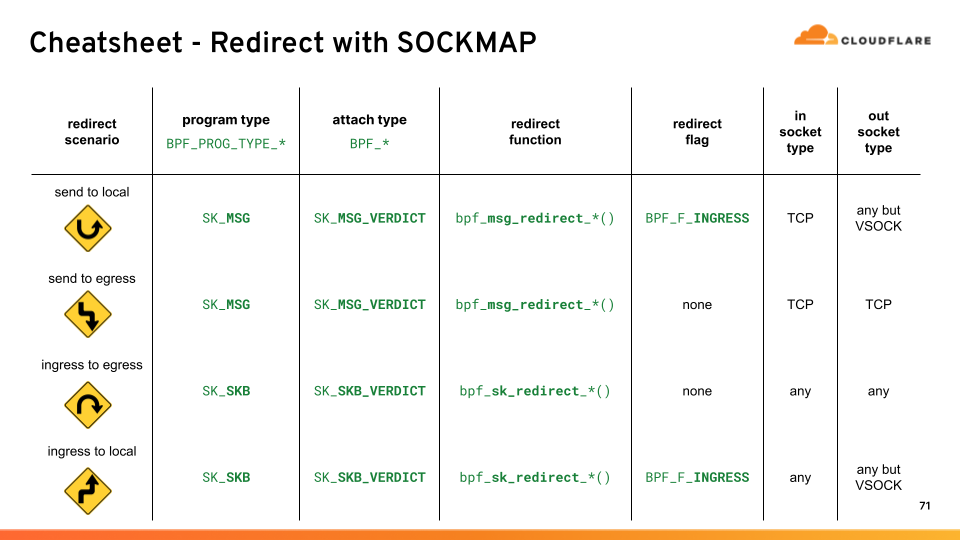 Cheatsheet - Redirect with SOCKMAP
CLOUDFLARE
redirect
scenario
program type
BPF_PROG_TYPE_*
attach type
BPF_*
redirect
function
redirect
flag
in
socket
type
out
socket
type
send to local
SK_MSG
SK_MSG_VERDICT
bpf_msg_redirect_*()
BPF_F_INGRESS
TCP
any but
VSOCK
send to egress
SK_MSG
SK_MSG_VERDICT
bpf_msg_redirect_*()
none
TCP
TCP
ingress to egress
SK_SKB
SK_SKB_VERDICT
bpf_sk_redirect_*()
none
any
any
ingress to local
SK_SKB
SK_SKB_VERDICT
bpf_sk_redirect_*()
BPF_F_INGRESS
any
any but
VSOCK
71